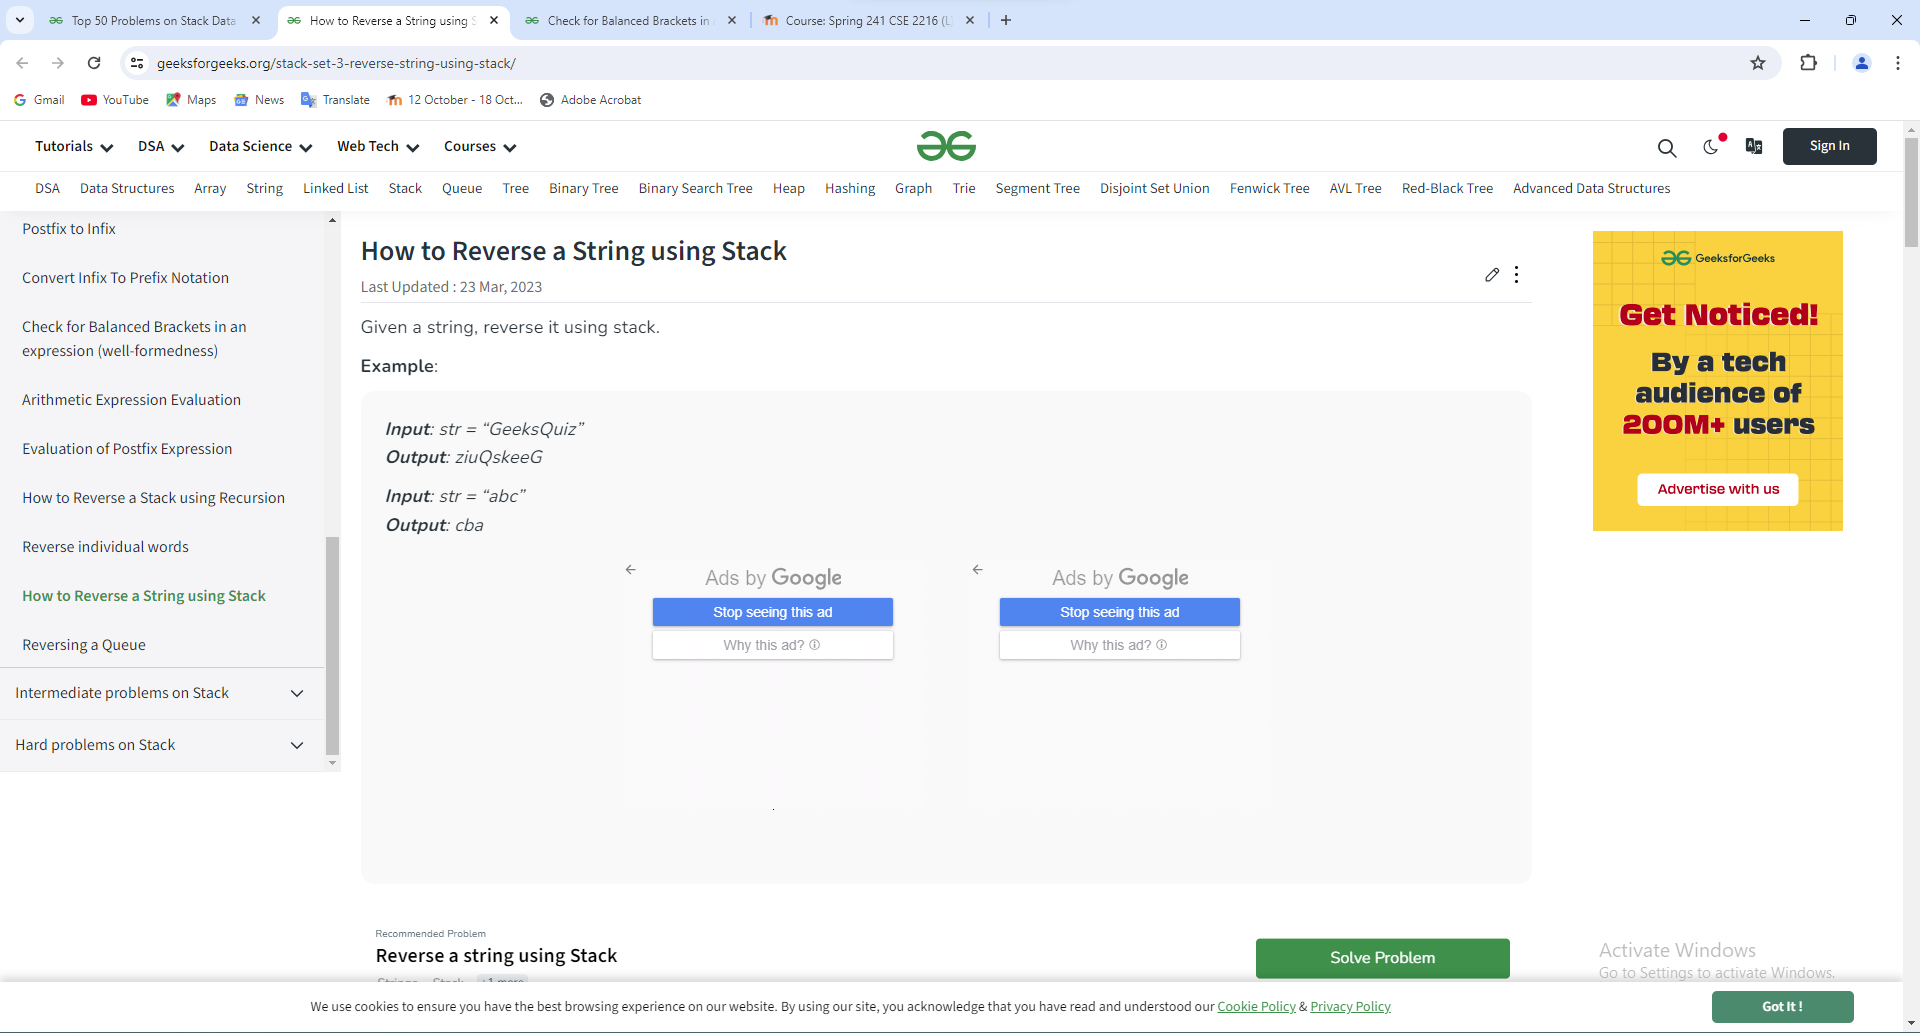 Top 50 Problems on Stack Data
How to Reverse a String using S
Check for Balanced Brackets in
Course: Spring 241 CSE 2216 (L
geeksforgeeks.org/stack-set-3-reverse-string-using-stack/
Gmail YouTube Maps News Translate 12 October - 18 Oct... Adobe Acrobat
Tutorials DSA Data Science Web Tech Courses
Sign In
DSA Data Structures Array String Linked List Stack Queue Tree Binary Tree Binary Search Tree Heap Hashing Graph Trie Segment Tree Disjoint Set Union Fenwick Tree AVL Tree Red-Black Tree Advanced Data Structures
Postfix to Infix
Convert Infix To Prefix Notation
Check for Balanced Brackets in an
expression (well-formedness)
Arithmetic Expression Evaluation
Evaluation of Postfix Expression
How to Reverse a Stack using Recursion
Reverse individual words
How to Reverse a String using Stack
Reversing a Queue
Intermediate problems on Stack
Hard problems on Stack
How to Reverse a String using Stack
Last Updated : 23 Mar, 2023
Given a string, reverse it using stack.
Example:
Input: str = “GeeksQuiz”
Output: ziuQskeeG
Input: str = “abc”
Output: cba
Ads by Google
Stop seeing this ad
Why this ad?
Ads by Google
Stop seeing this ad
Why this ad?
GeeksforGeeks
Get Noticed!
By a tech
audience of
200M+ users
Advertise with us
Recommended Problem
Reverse a string using Stack
Strings Stack +1 more
Solve Problem
Activate Windows
Go to Settings to activate Windows.
We use cookies to ensure you have the best browsing experience on our website. By using our site, you acknowledge that you have read and understood our Cookie Policy & Privacy Policy
Got It !